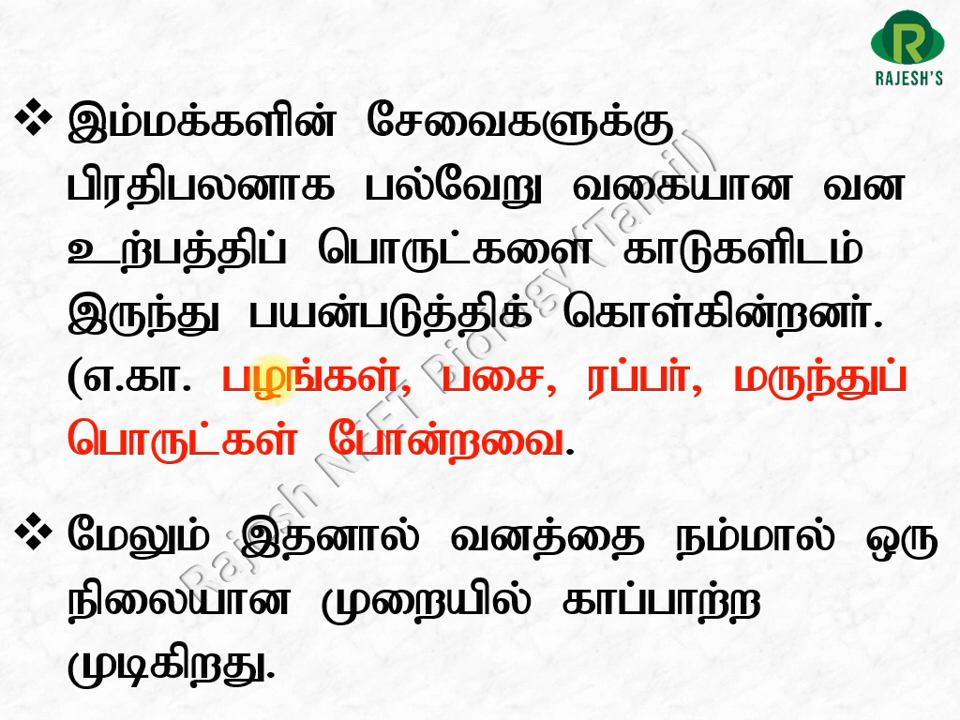 RAJESH'S
❖ இம்மக்களின் சேவைகளுக்கு
பிரதிபலனாக பல்வேறு வகையான வன
உற்பத்திப் பொருட்களை காடுகளிடம்
இருந்து பயன்படுத்திக் கொள்கின்றனர்.
(எ.கா. பழங்கள், பசை, ரப்பர், மருந்துப்
பொருட்கள் போன்றவை.
❖ மேலும் இதனால் வனத்தை நம்மால் ஒரு
நிலையான முறையில் காப்பாற்ற
முடிகிறது.
Rajesh NEET Biology(Tamil)